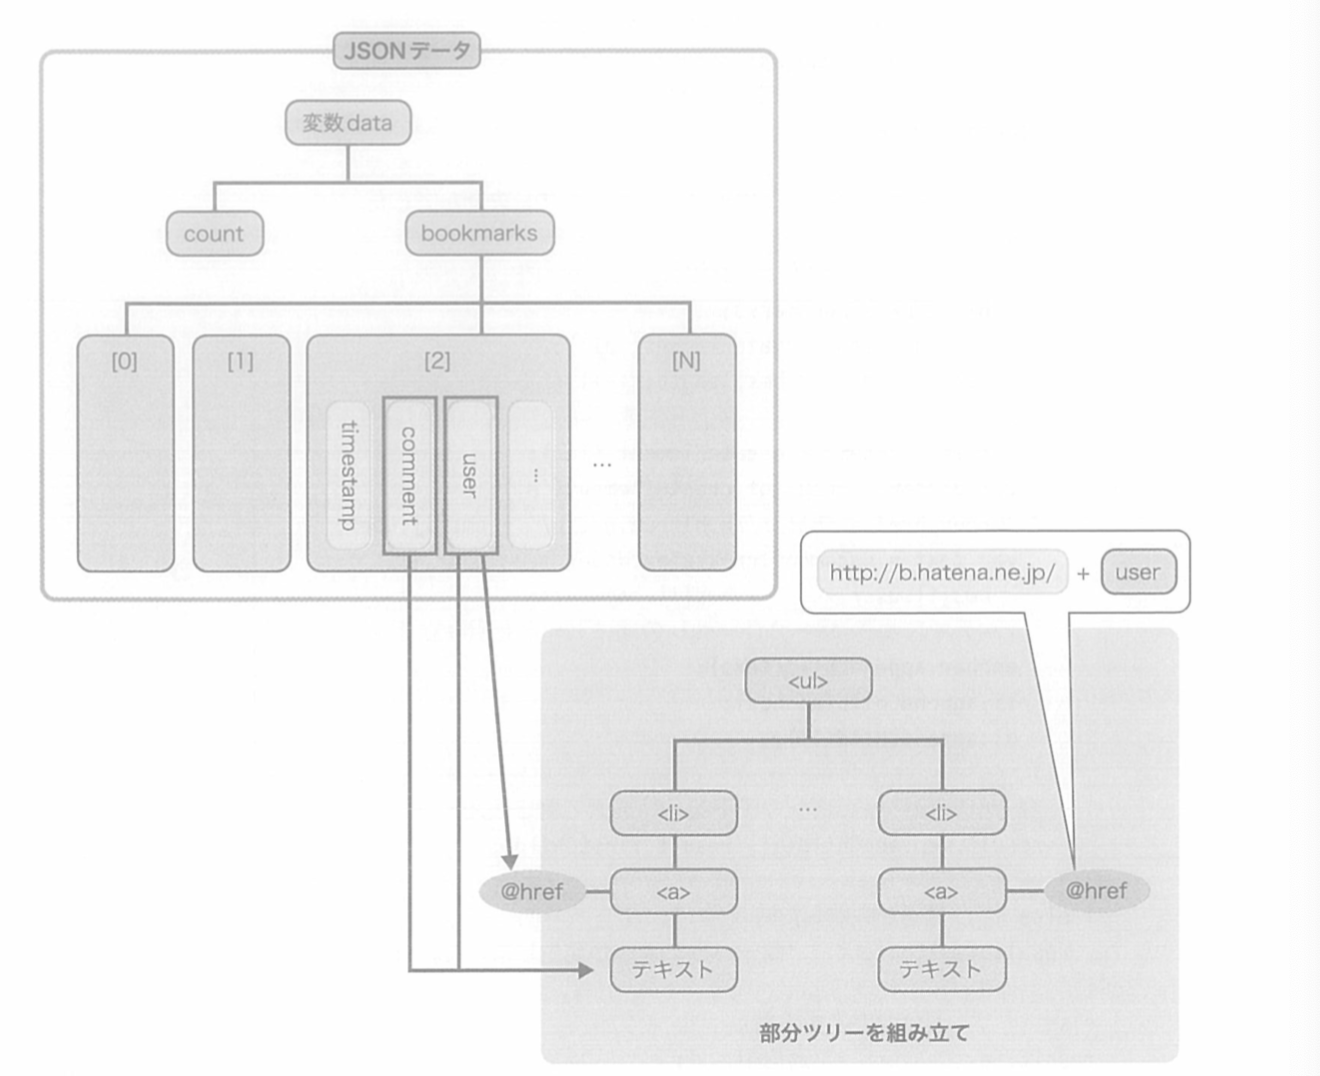 JSONデータ
変数data
count
bookmarks
[0]
[1]
[2]
[N]
timestamp
comment
user
…
…
http://b.hatena.ne.jp/ + user
<ul>
<li>
…
<li>
@href
<a>
<a>
@href
テキスト
テキスト
部分ツリーを組み立て